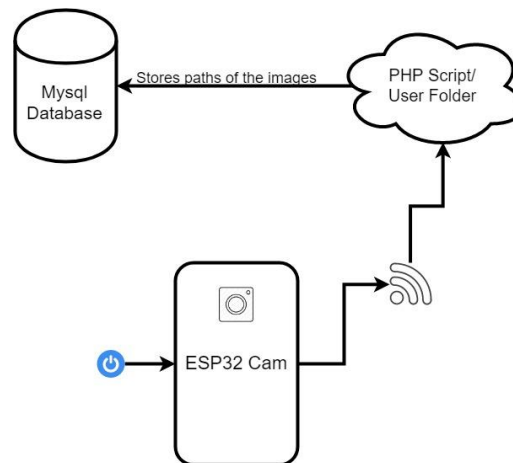 Mysql
Database
Stores paths of the images
PHP Script/
User Folder
ESP32 Cam